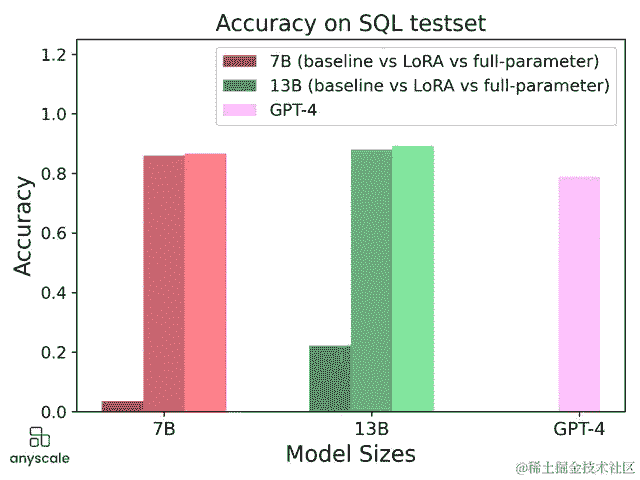 Accuracy on SQL testset
7B (baseline vs LoRA vs full-parameter)
13B (baseline vs LoRA vs full-parameter)
GPT-4
Accuracy
1.2
1.0
0.8
0.6
0.4
0.2
0.0
7B
13B
GPT-4
Model Sizes
anyscale
@稀土掘金技术社区